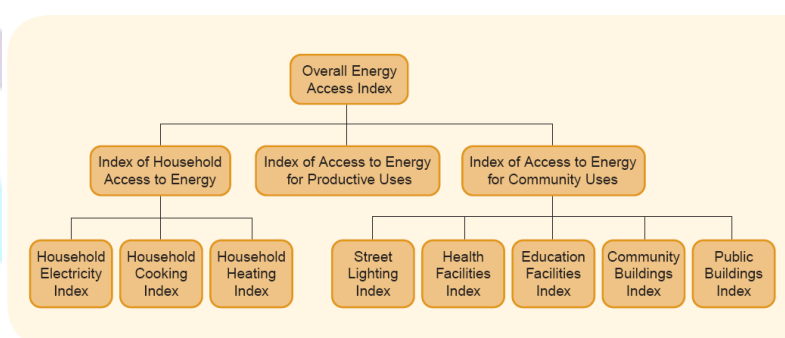 Overall Energy
Access Index
Index of Household
Access to Energy
Index of Access to Energy
for Productive Uses
Index of Access to Energy
for Community Uses
Household
Electricity
Index
Household
Cooking
Index
Household
Heating
Index
Street
Lighting
Index
Health
Facilities
Index
Education
Facilities
Index
Community
Buildings
Index
Public
Buildings
Index